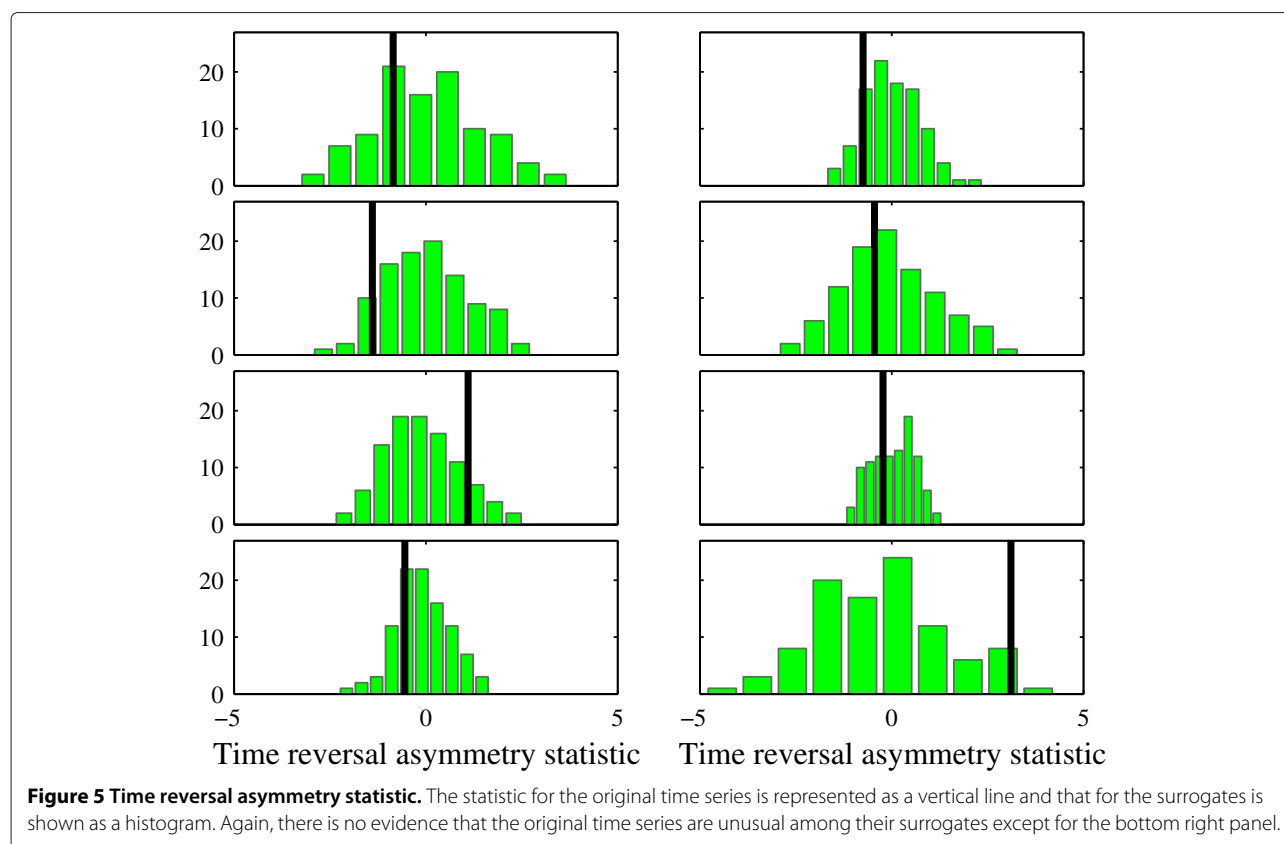 20
10
0
−5 0 5
20
10
0
20
10
0
20
10
0
−5 0 5
−5 0 5
Time reversal asymmetry statistic
Time reversal asymmetry statistic
Figure 5 Time reversal asymmetry statistic. The statistic for the original time series is represented as a vertical line and that for the surrogates is
shown as a histogram. Again, there is no evidence that the original time series are unusual among their surrogates except for the bottom right panel.